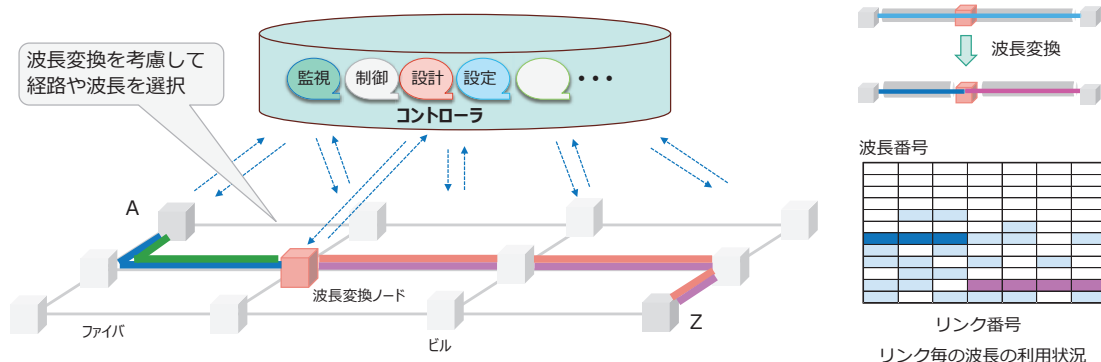 波長変換を考慮して
経路や波長を選択
監視
制御
設計
設定
・・・
コントローラ
A
波長変換ノード
Z
ファイバ
ビル
波長変換
波長番号
リンク番号
リンク毎の波長の利用状況